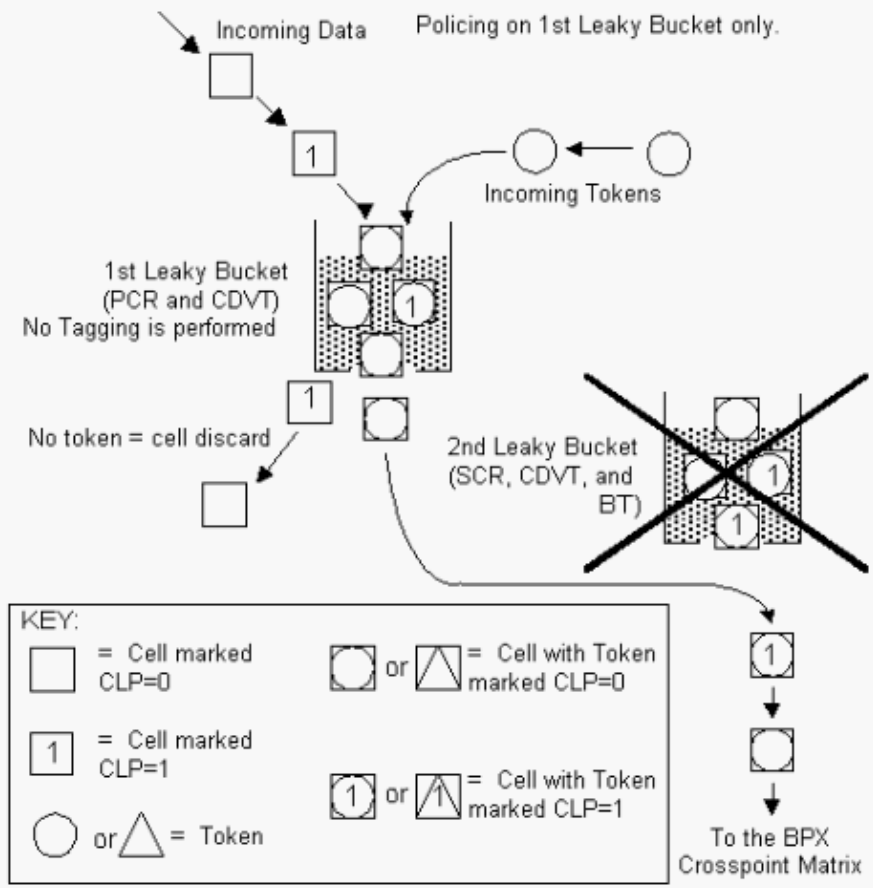 Incoming Data
Policing on 1st Leaky Bucket only.
1
Incoming Tokens
1st Leaky Bucket
(PCR and CDVT)
No Tagging is performed
1
1
No token = cell discard
2nd Leaky Bucket
(SCR, CDVT, and
BT)
1
1
1
To the BPX
Crosspoint Matrix
KEY:
= Cell marked
CLP=0
or = Cell with Token
marked CLP=0
1 = Cell marked
CLP=1
1 or 1 = Cell with Token
marked CLP=1
or = Token